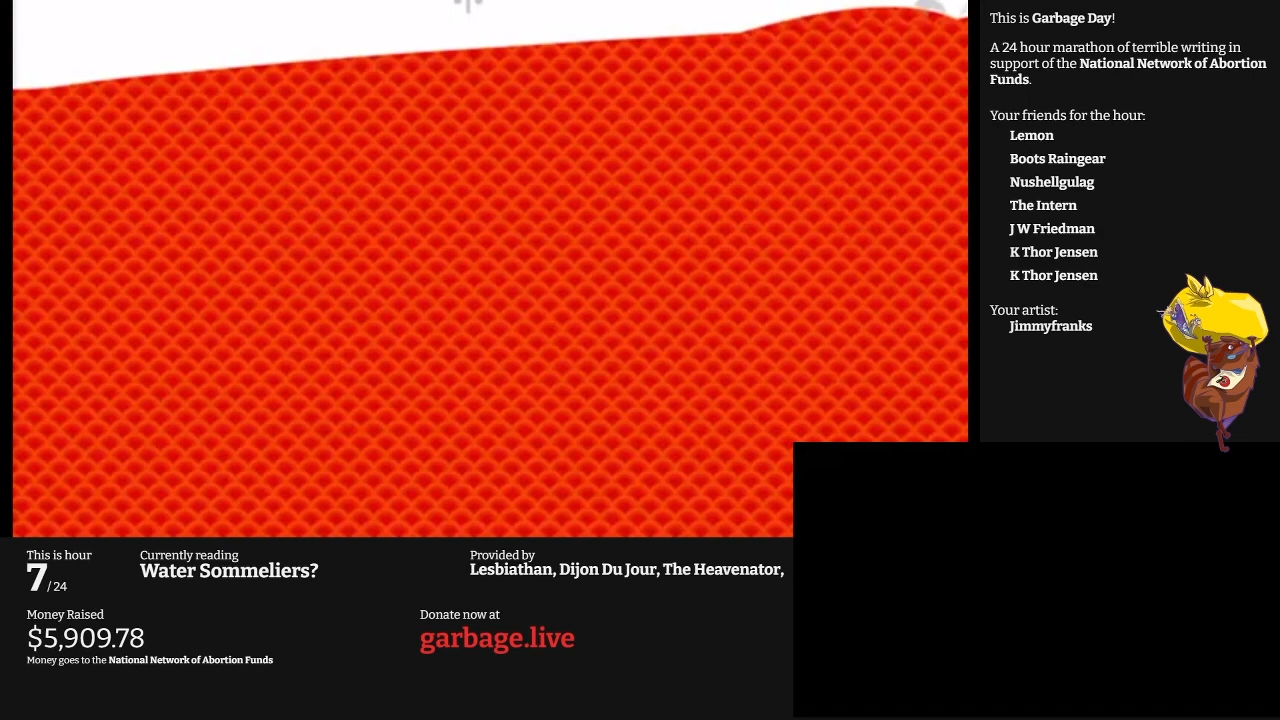 This is Garbage Day!
A 24 hour marathon of terrible writing in
support of the National Network of Abortion
Funds.
Your friends for the hour:
Lemon
Boots Raingear
Nushellgulag
The Intern
J W Friedman
K Thor Jensen
K Thor Jensen
Your artist:
Jimmyfranks
This is hour
7/24
Currently reading
Water Sommeliers?
Provided by
Lesbiathan, Dijon Du Jour, The Heavenator,
Money Raised
$5,909.78
Money goes to the National Network of Abortion Funds
Donate now at
garbage.live